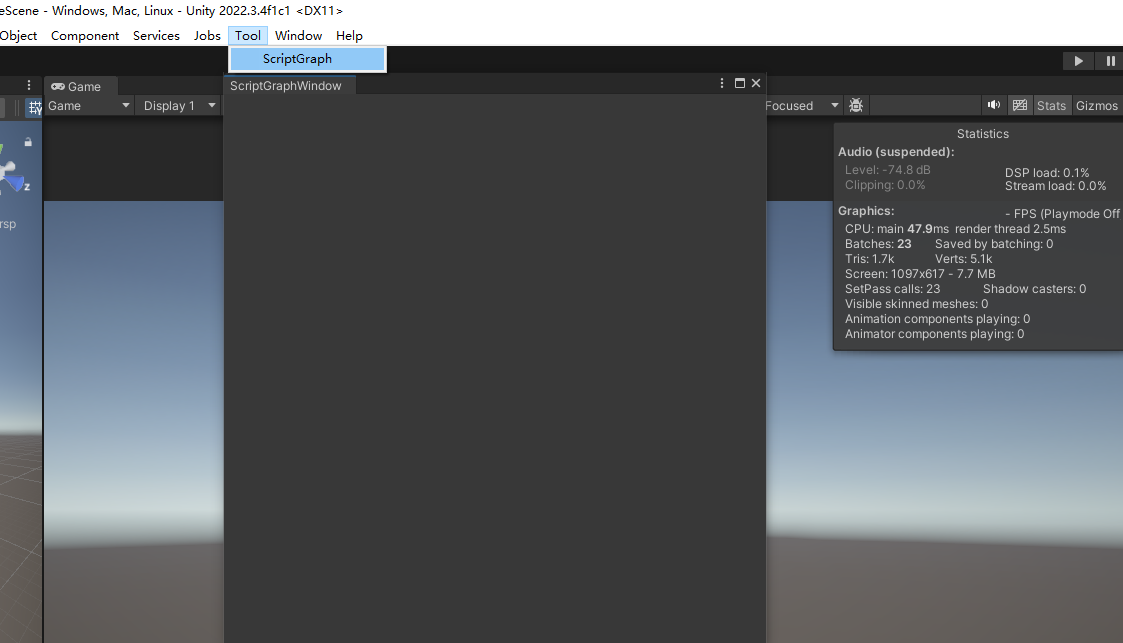 eScene - Windows, Mac, Linux - Unity 2022.3.4f1c1 <DX11>
Object Component Services Jobs Tool Window Help
ScriptGraph
Game
ScriptGraphWindow
Game Display 1 Focused Stats Gizmos
Statistics
Audio (suspended):
Level: -74.8 dB DSP load: 0.1%
Clipping: 0.0% Stream load: 0.0%
z
rsp
Graphics: - FPS (Playmode Off
CPU: main 47.9ms render thread 2.5ms
Batches: 23 Saved by batching: 0
Tris: 1.7k Verts: 5.1k
Screen: 1097x617 - 7.7 MB
SetPass calls: 23 Shadow casters: 0
Visible skinned meshes: 0
Animation components playing: 0
Animator components playing: 0